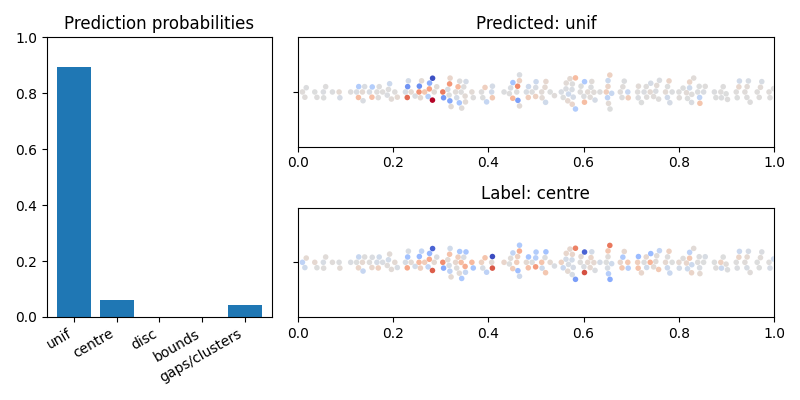 Prediction probabilities
1.0
0.8
0.6
0.4
0.2
0.0
unif
centre
disc
bounds
gaps/clusters
Predicted: unif
0.0 0.2 0.4 0.6 0.8 1.0
Label: centre
0.0 0.2 0.4 0.6 0.8 1.0